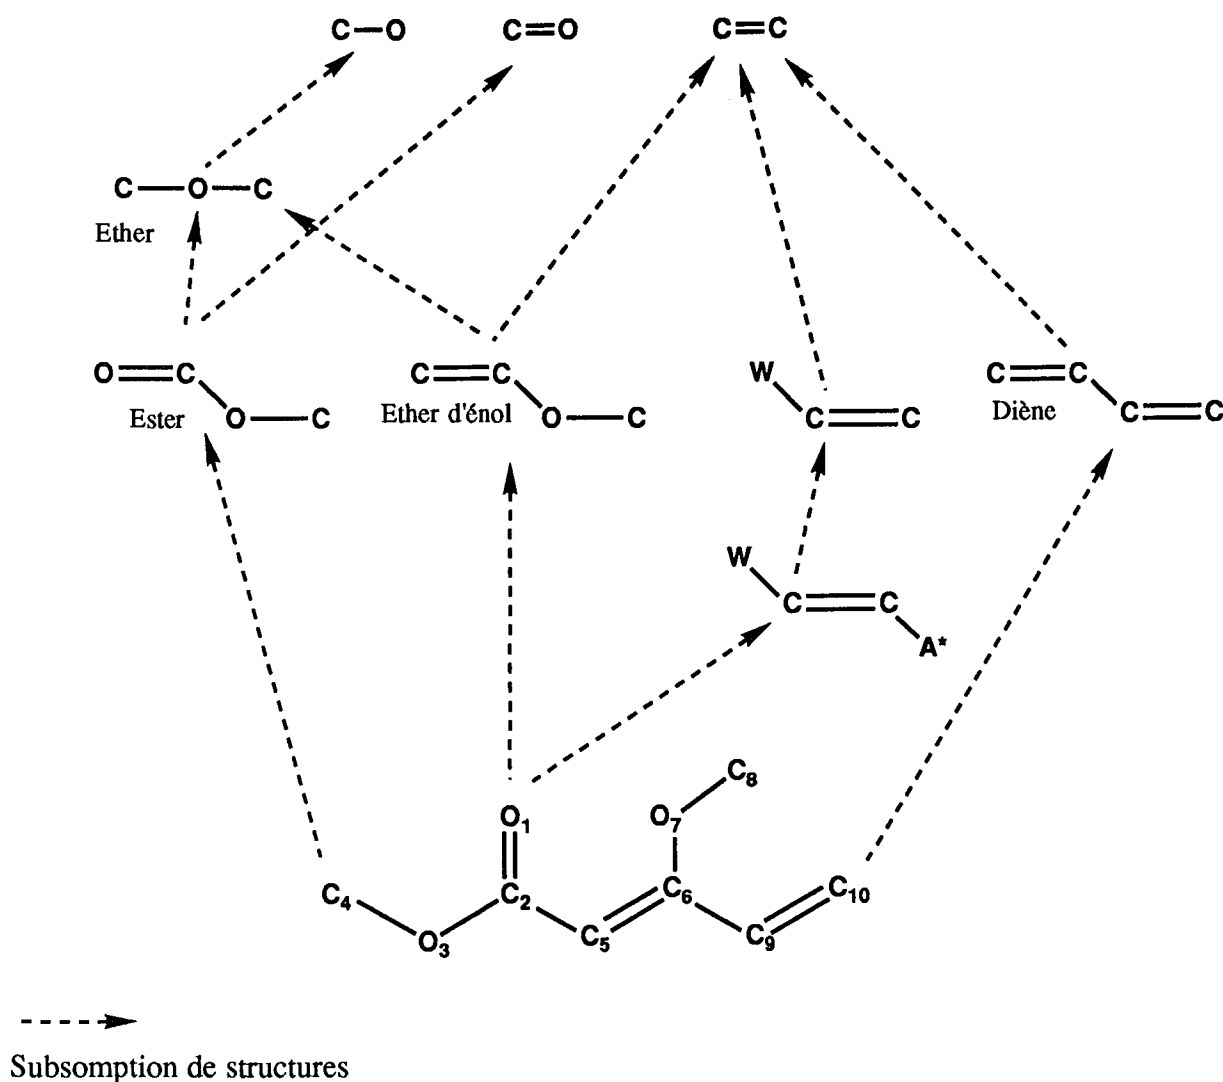 C—O C=O C=C
C—O—C
Ether
O=C C=C W C=C
Ester Ether d'énol Diène
O—C O—C C=C C=C
W
C=C
A*
C8
O1 O7
C4 C2 C6 C10
O3 C5 C9
Subsomption de structures